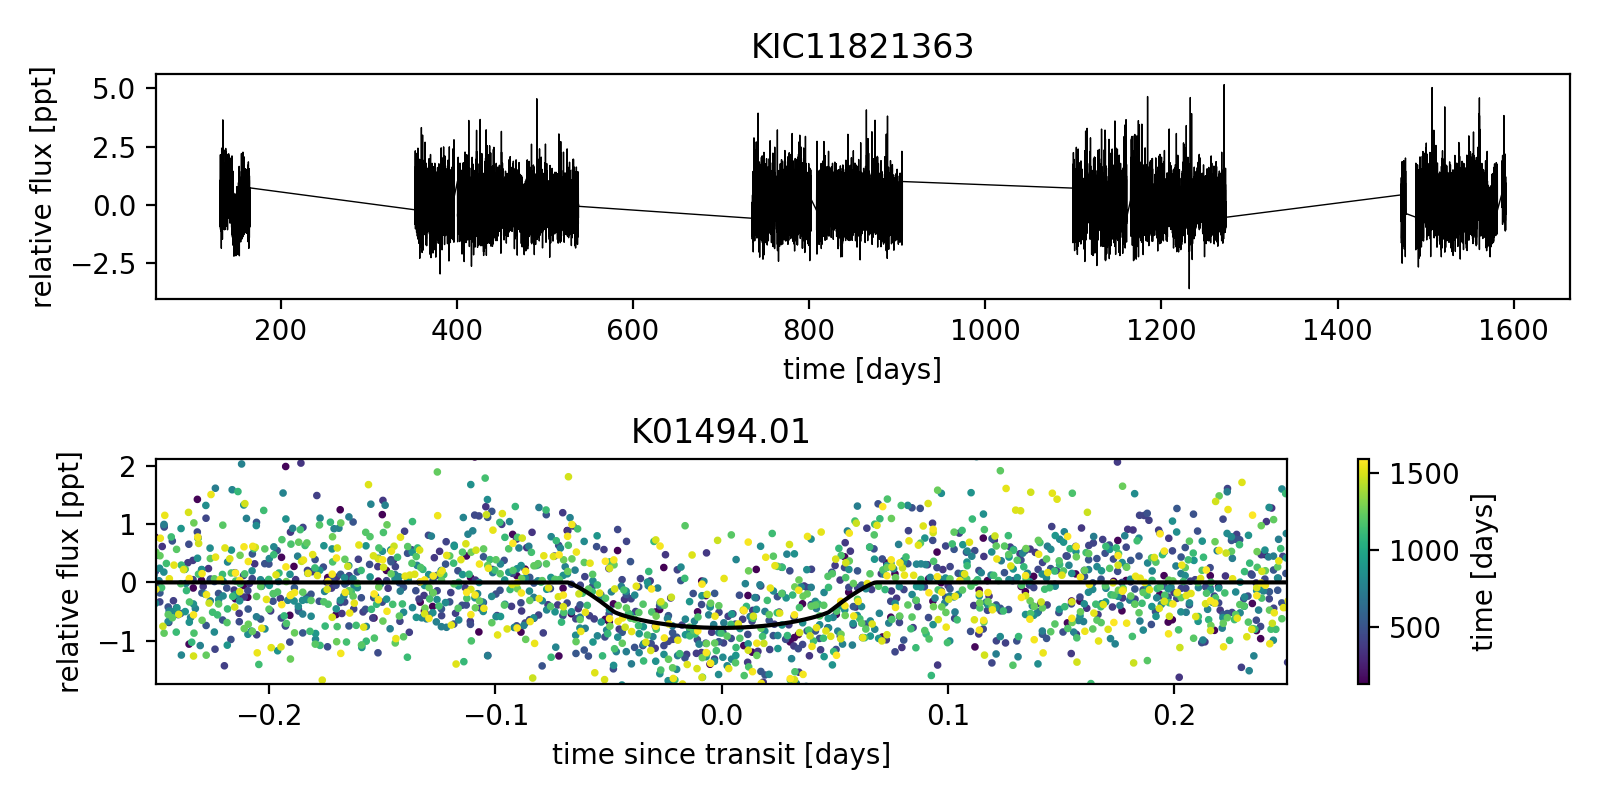 KIC11821363
relative flux [ppt]
5.0
2.5
0.0
−2.5
200 400 600 800 1000 1200 1400 1600
time [days]
K01494.01
relative flux [ppt]
2
1
0
−1
−0.2 −0.1 0.0 0.1 0.2
time since transit [days]
1500
1000
500
time [days]